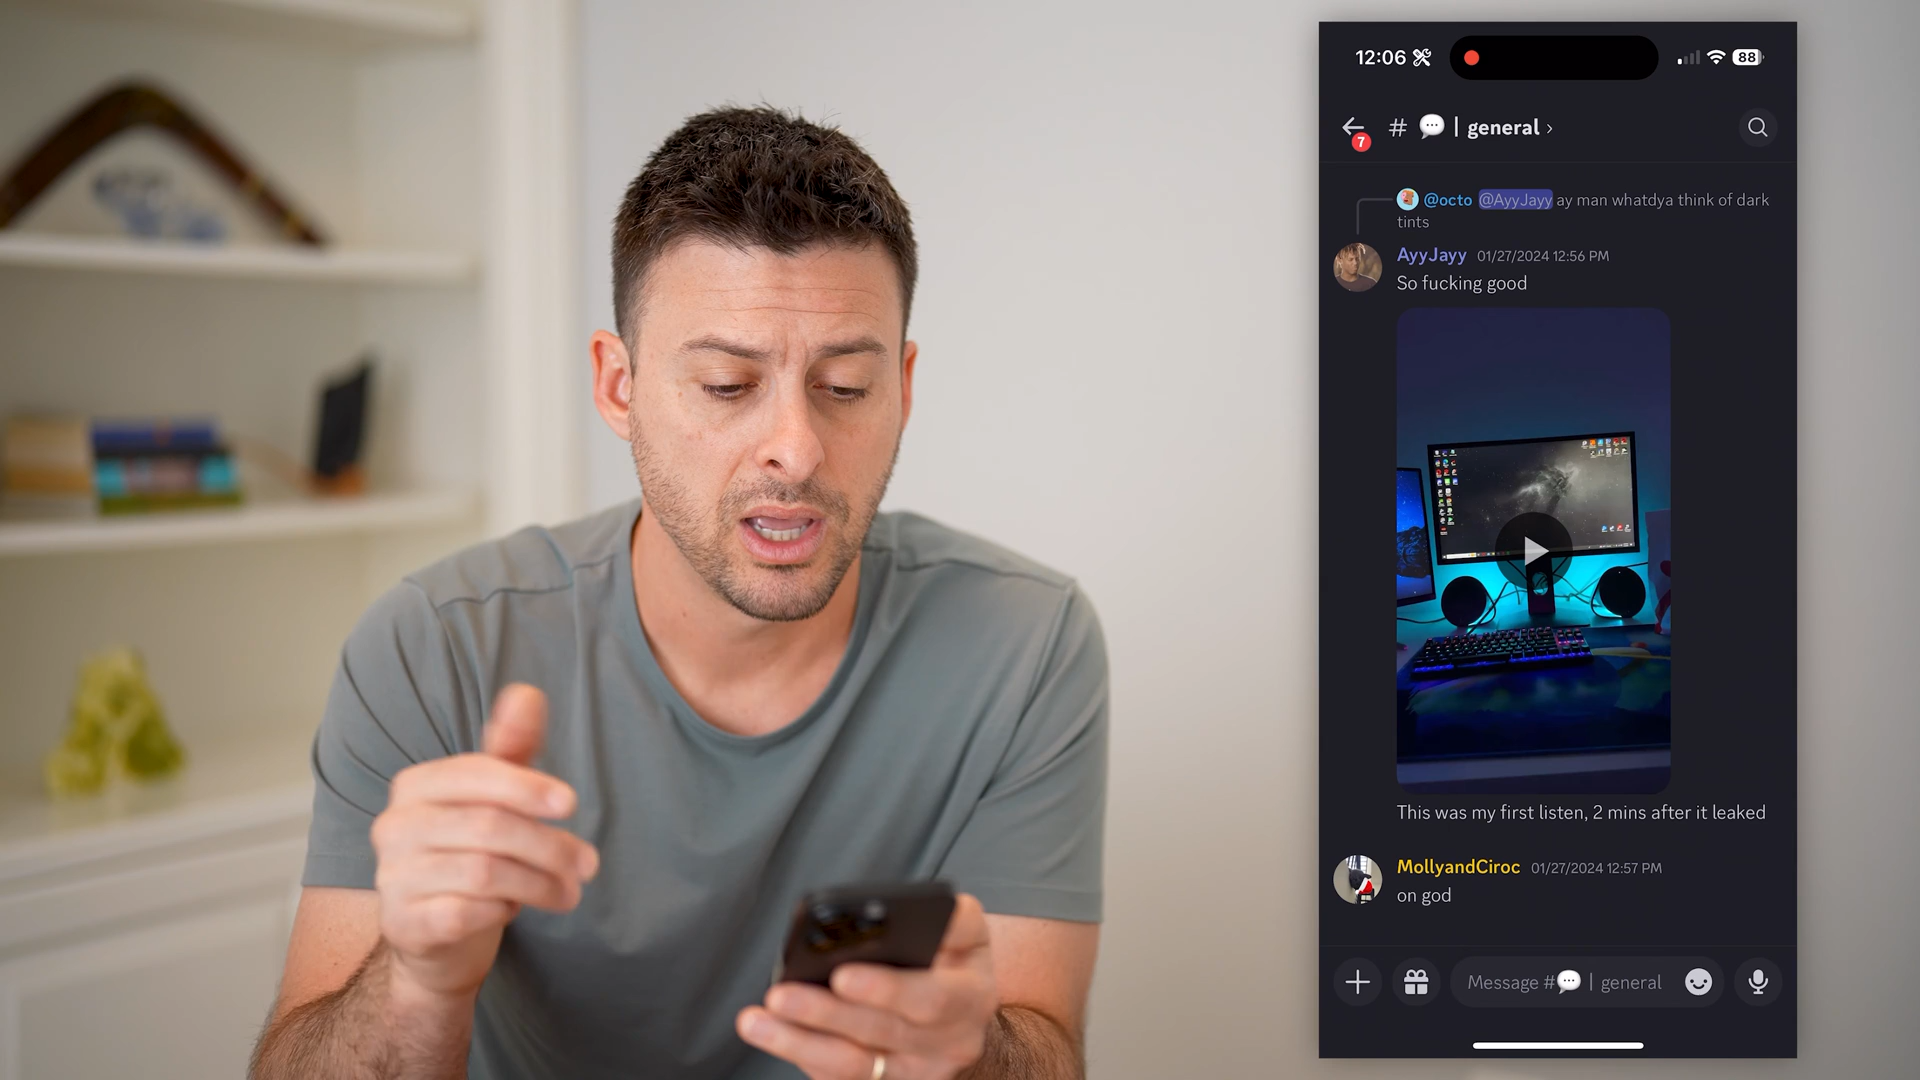 12:06
88
7
# 💬 | general ›
@octo @AyyJayy ay man whatdya think of dark
tints
AyyJayy 01/27/2024 12:56 PM
So fucking good
This was my first listen, 2 mins after it leaked
MollyandCiroc 01/27/2024 12:57 PM
on god
Message #💬 | general